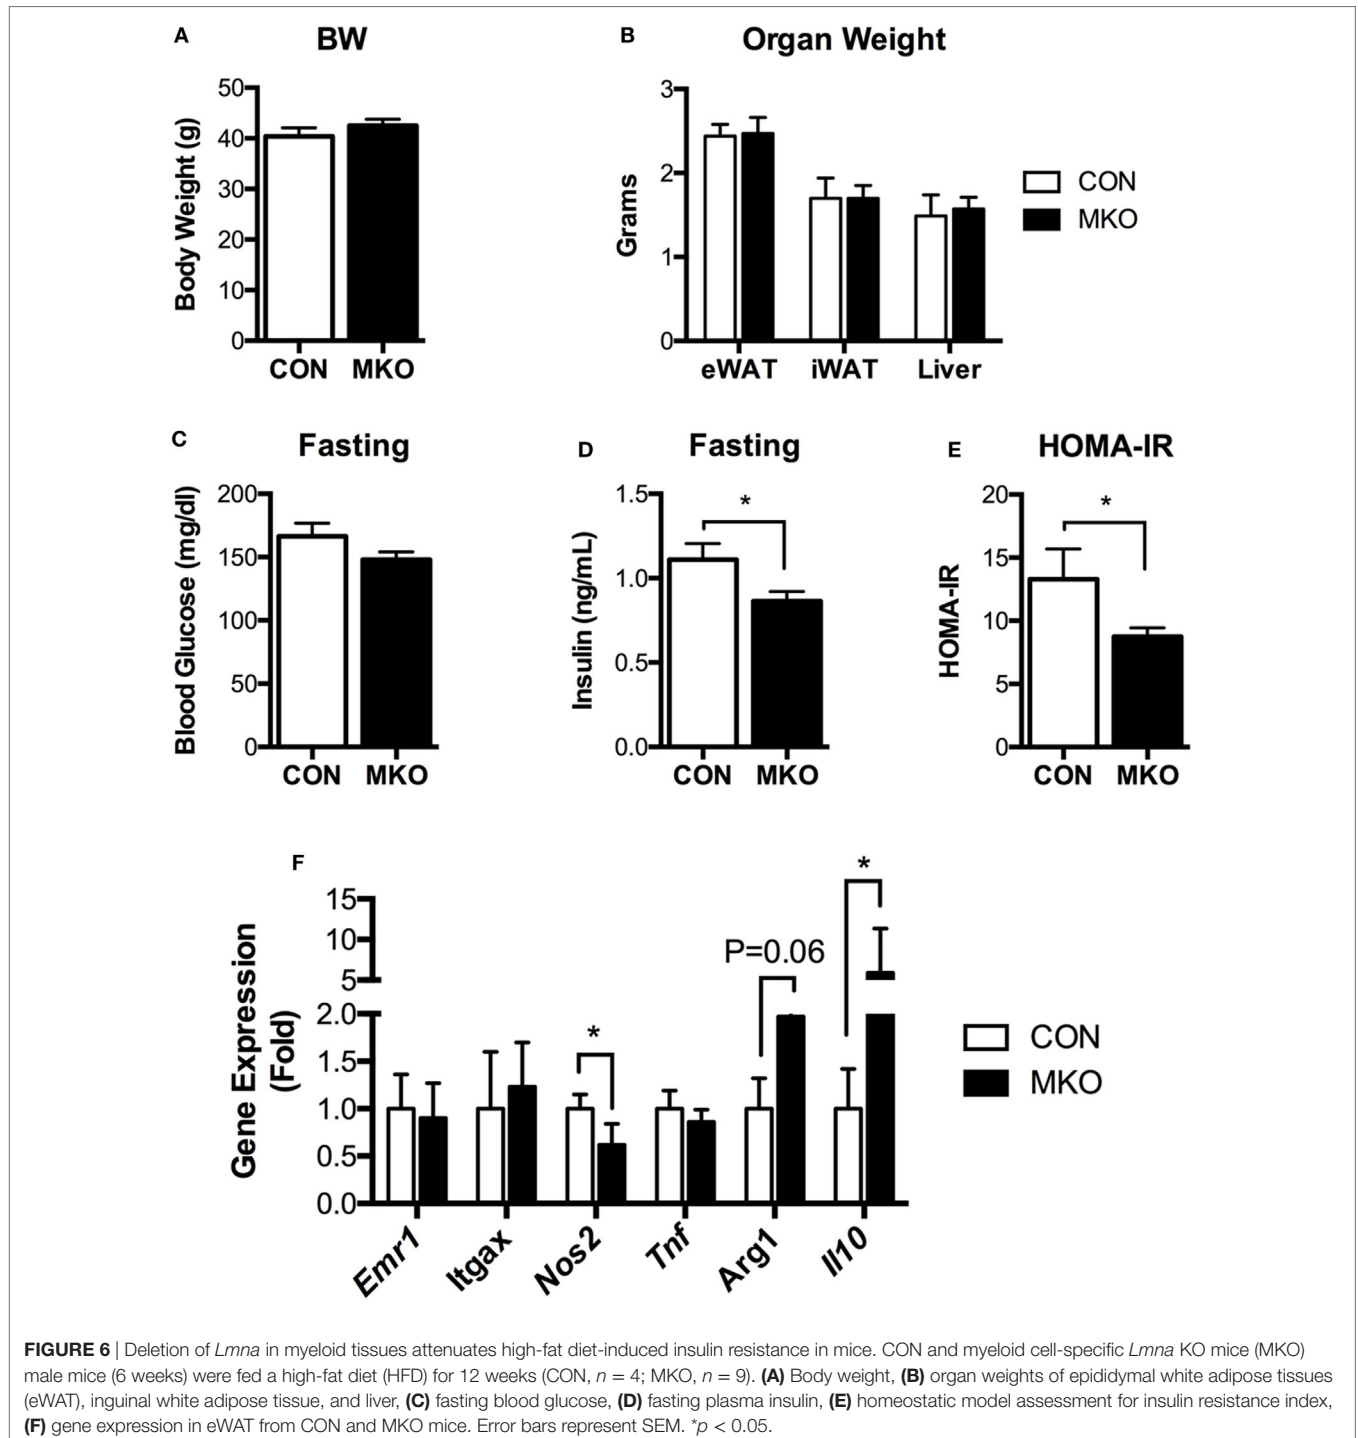 A
BW
Body Weight (g)
50
40
30
20
10
0
CON MKO
B
Organ Weight
Grams
3
2
1
0
eWAT iWAT Liver
CON
MKO
C
Fasting
Blood Glucose (mg/dl)
200
150
100
50
0
CON MKO
D
Fasting
Insulin (ng/mL)
1.5
1.0
0.5
0.0
*
CON MKO
E
HOMA-IR
HOMA-IR
20
15
10
5
0
*
CON MKO
F
Gene Expression
(Fold)
15
10
5
2.0
1.5
1.0
0.5
0.0
*
P=0.06
*
Emr1 Itgax Nos2 Tnf Arg1 Il10
CON
MKO
FIGURE 6 | Deletion of Lmna in myeloid tissues attenuates high-fat diet-induced insulin resistance in mice. CON and myeloid cell-specific Lmna KO mice (MKO)
male mice (6 weeks) were fed a high-fat diet (HFD) for 12 weeks (CON, n = 4; MKO, n = 9). (A) Body weight, (B) organ weights of epididymal white adipose tissues
(eWAT), inguinal white adipose tissue, and liver, (C) fasting blood glucose, (D) fasting plasma insulin, (E) homeostatic model assessment for insulin resistance index,
(F) gene expression in eWAT from CON and MKO mice. Error bars represent SEM. *p < 0.05.